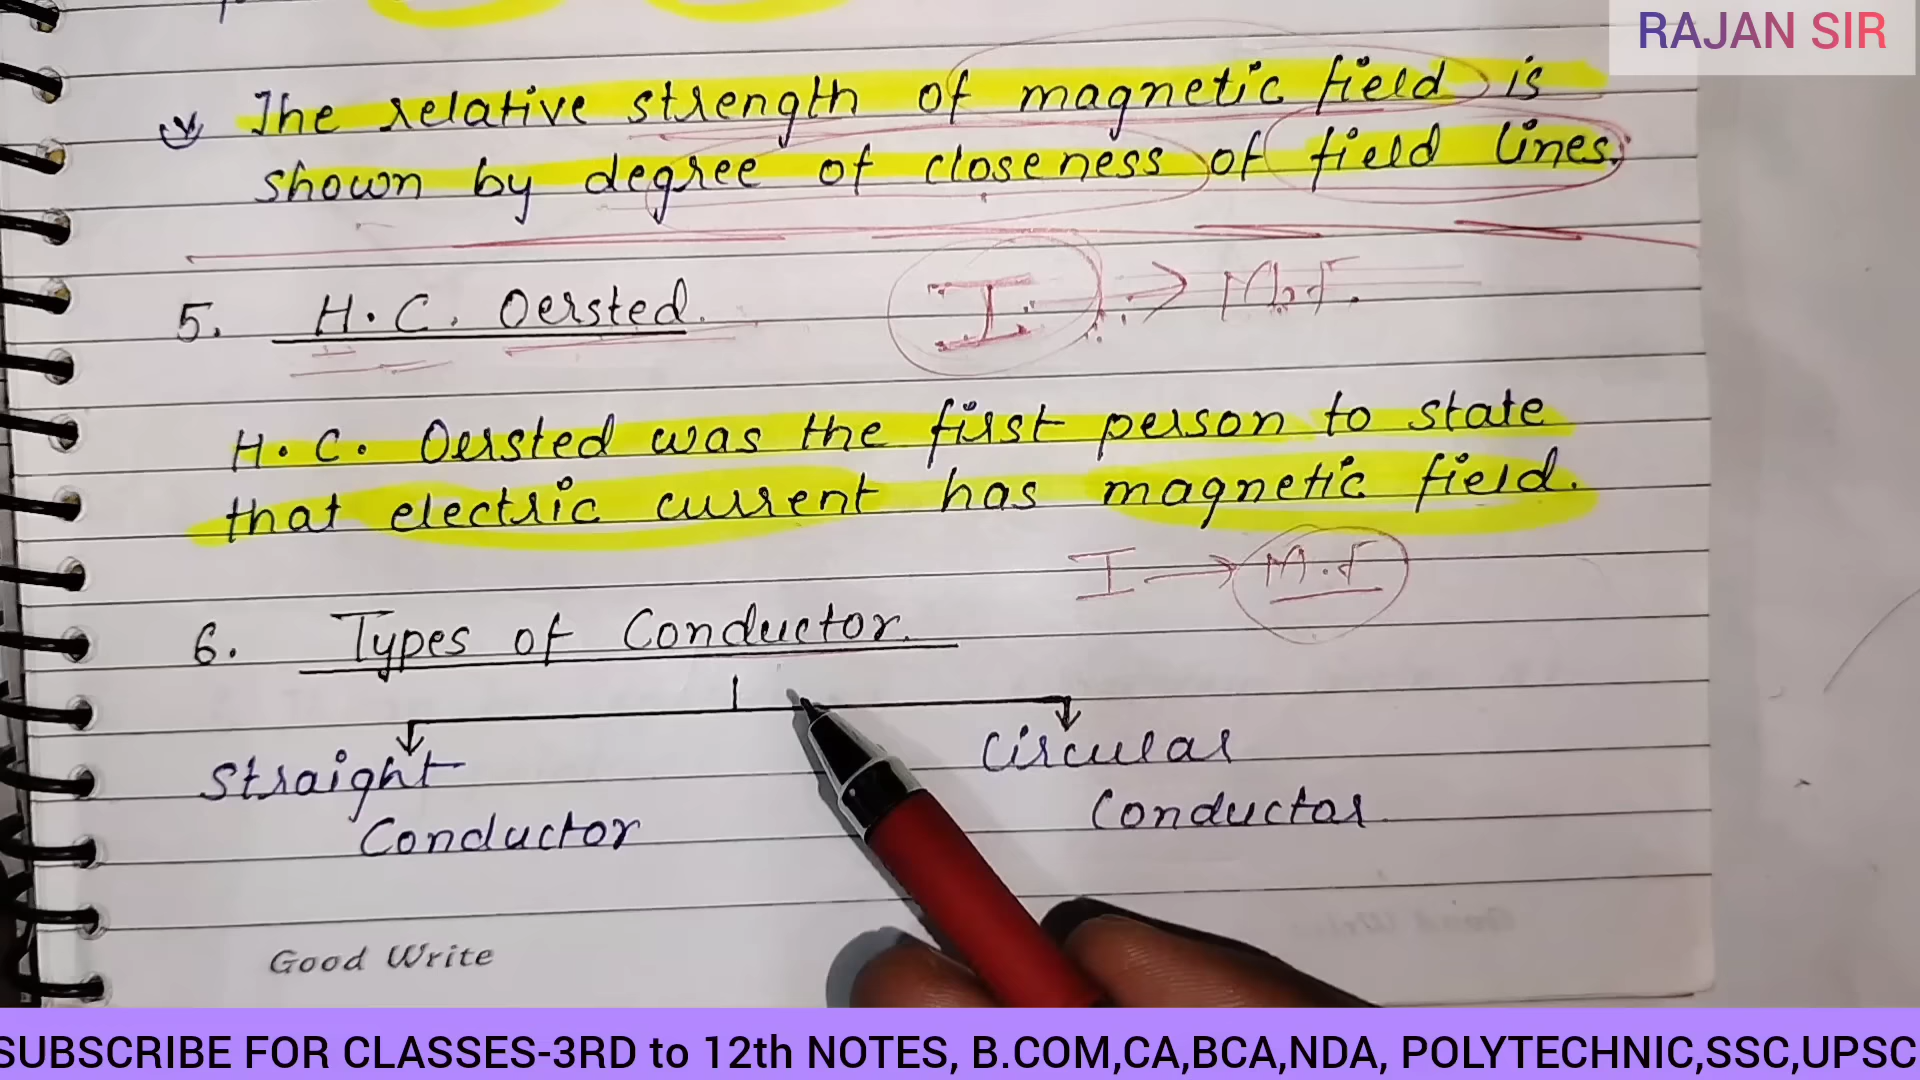 RAJAN SIR
v) The relative strength of magnetic field is
shown by degree of closeness of field lines.
5. H.C. Oersted.
I → M.F.
H.C. Oersted was the first person to state
that electric current has magnetic field.
I → M.F
6. Types of Conductor.
Straight Circular
Conductor Conductor.
Good Write
SUBSCRIBE FOR CLASSES-3RD to 12th NOTES, B.COM,CA,BCA,NDA, POLYTECHNIC,SSC,UPSC